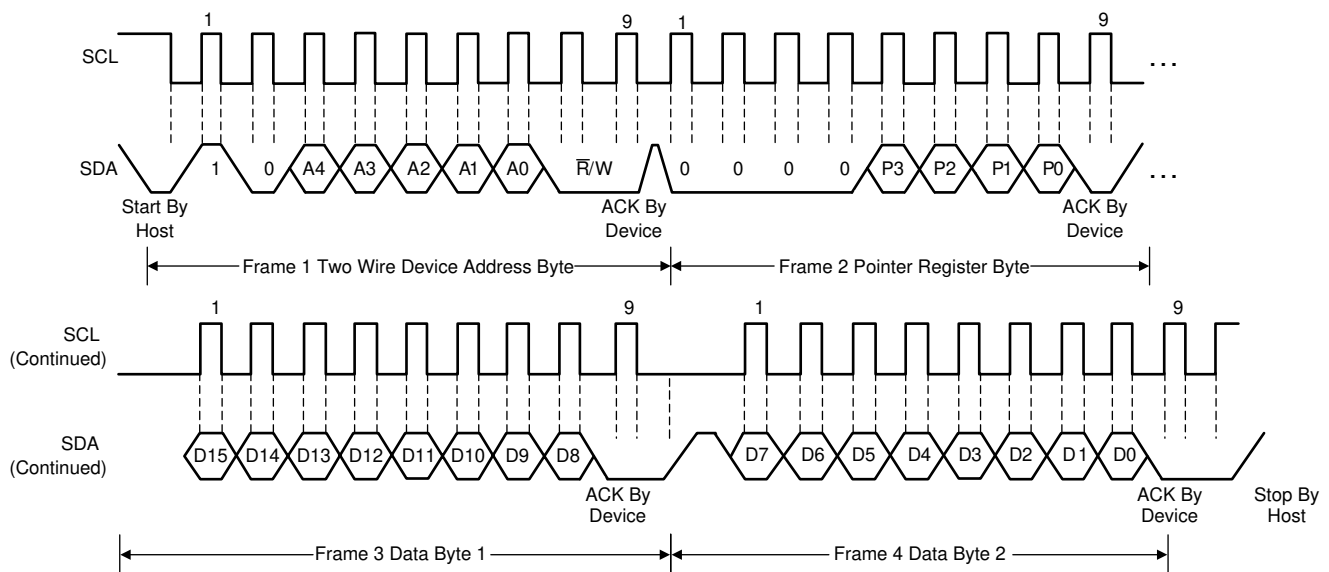 1 9 1 9
SCL ...
SDA 1 0 A4 A3 A2 A1 A0 R̅/W 0 0 0 0 P3 P2 P1 P0 ...
Start By
Host
ACK By
Device
ACK By
Device
Frame 1 Two Wire Device Address Byte
Frame 2 Pointer Register Byte
1 9 1 9
SCL
(Continued)
SDA
(Continued)
D15 D14 D13 D12 D11 D10 D9 D8 D7 D6 D5 D4 D3 D2 D1 D0
ACK By
Device
ACK By
Device
Stop By
Host
Frame 3 Data Byte 1
Frame 4 Data Byte 2